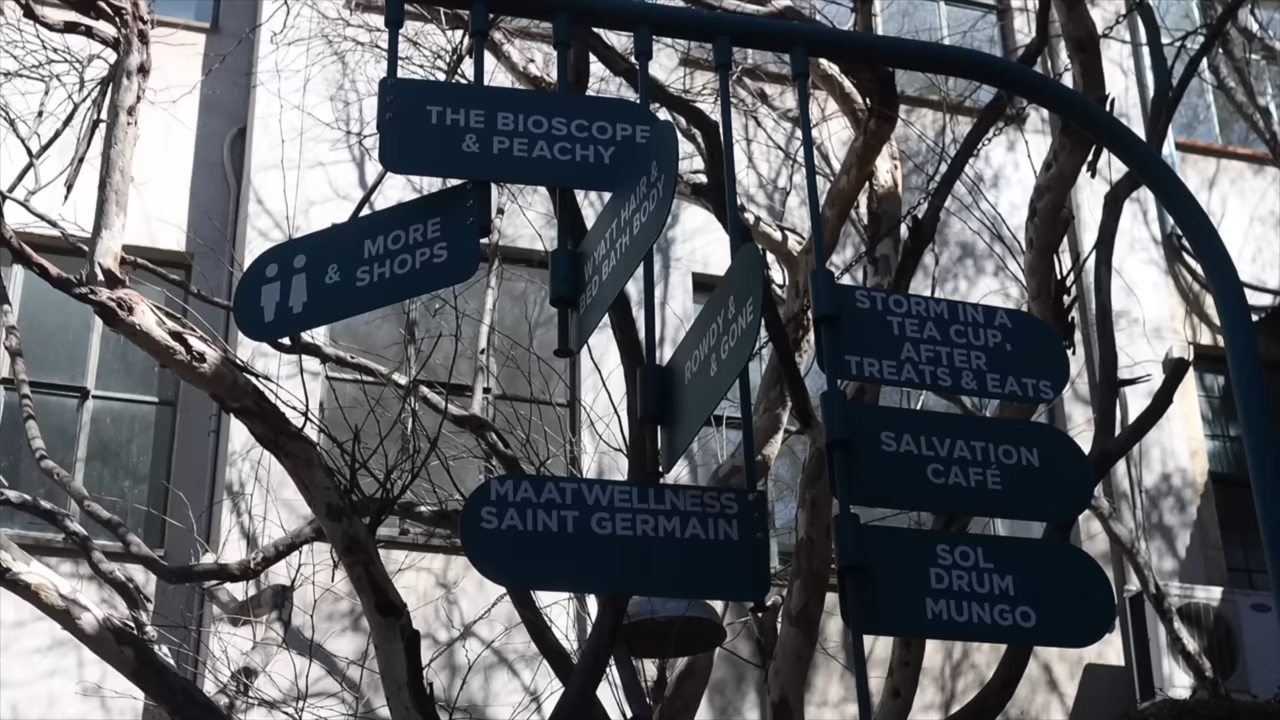 THE BIOSCOPE
& PEACHY
& MORE
SHOPS
WYATT HAIR &
BED BATH BODY
ROWDY &
& GONE
STORM IN A
TEA CUP,
AFTER
TREATS & EATS
SALVATION
CAFÉ
MAATWELLNESS
SAINT GERMAIN
SOL
DRUM
MUNGO